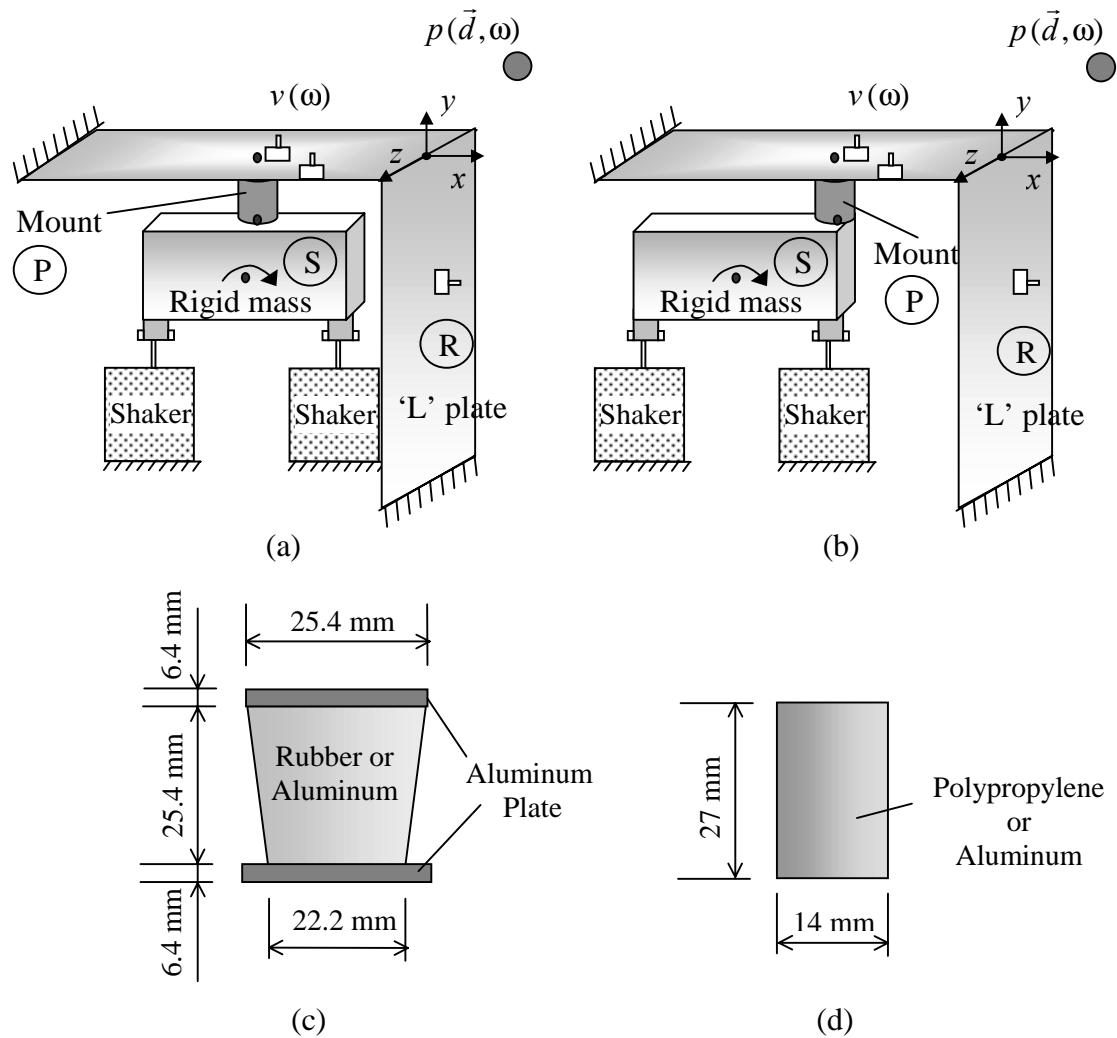 p(d⃗,ω)
v(ω)
y
z
x
Mount
P
S
Rigid mass
R
Shaker
Shaker
‘L’ plate
(a)
p(d⃗,ω)
v(ω)
y
z
x
S
Mount
Rigid mass
P
R
Shaker
Shaker
‘L’ plate
(b)
25.4 mm
6.4 mm
25.4 mm
6.4 mm
Rubber or
Aluminum
Aluminum
Plate
22.2 mm
(c)
27 mm
Polypropylene
or
Aluminum
14 mm
(d)